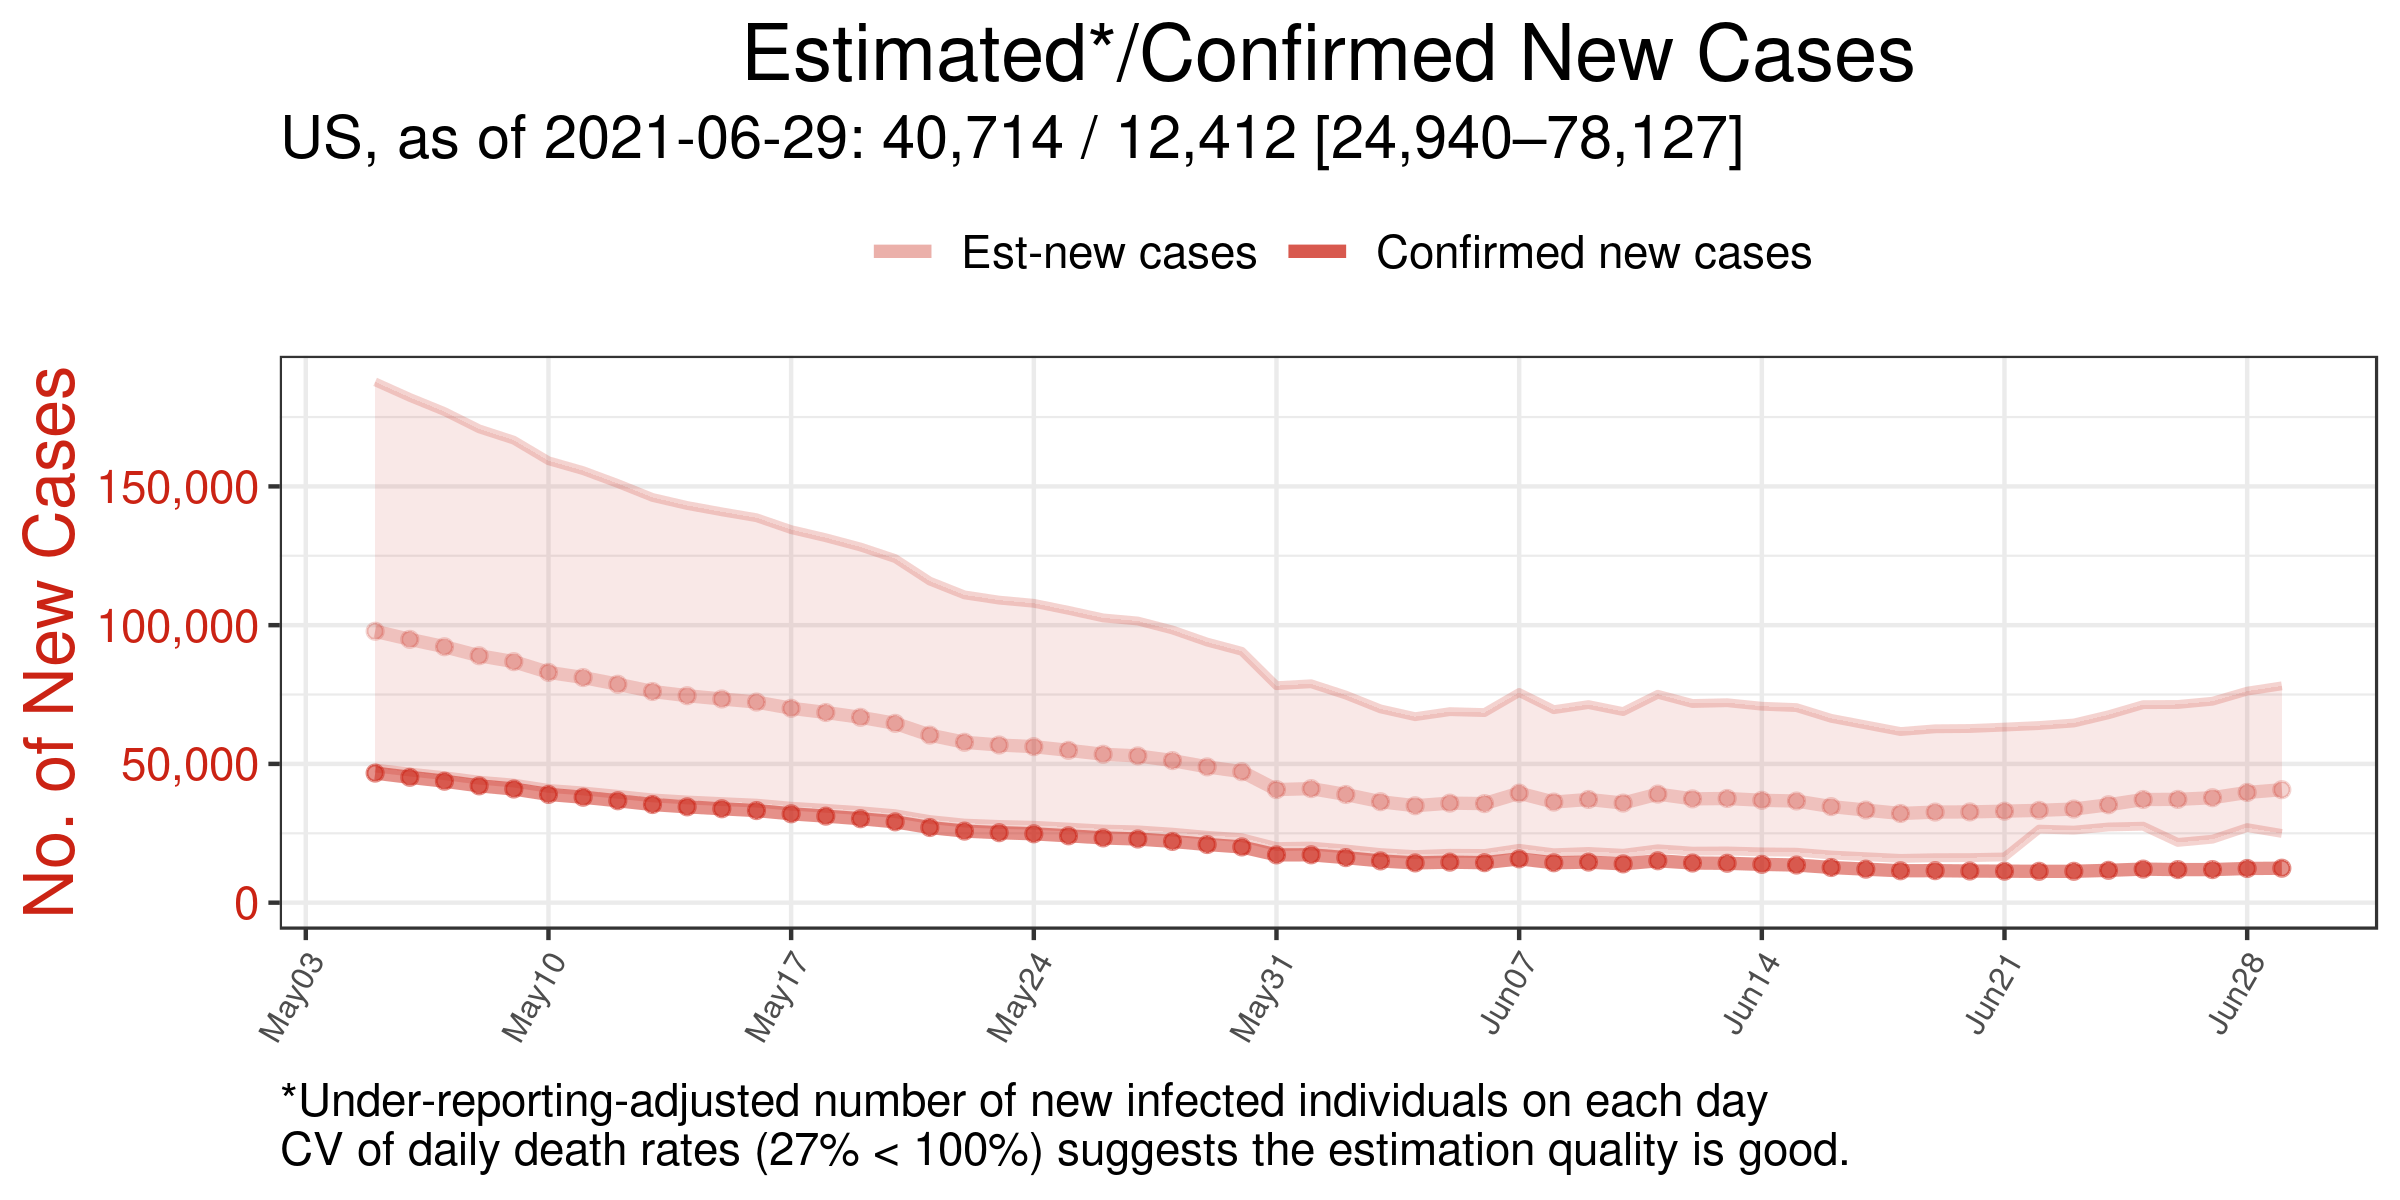 Estimated*/Confirmed New Cases
US, as of 2021-06-29: 40,714 / 12,412 [24,940–78,127]
Est-new cases
Confirmed new cases
No. of New Cases
150,000
100,000
50,000
0
May03
May10
May17
May24
May31
Jun07
Jun14
Jun21
Jun28
*Under-reporting-adjusted number of new infected individuals on each day
CV of daily death rates (27% < 100%) suggests the estimation quality is good.